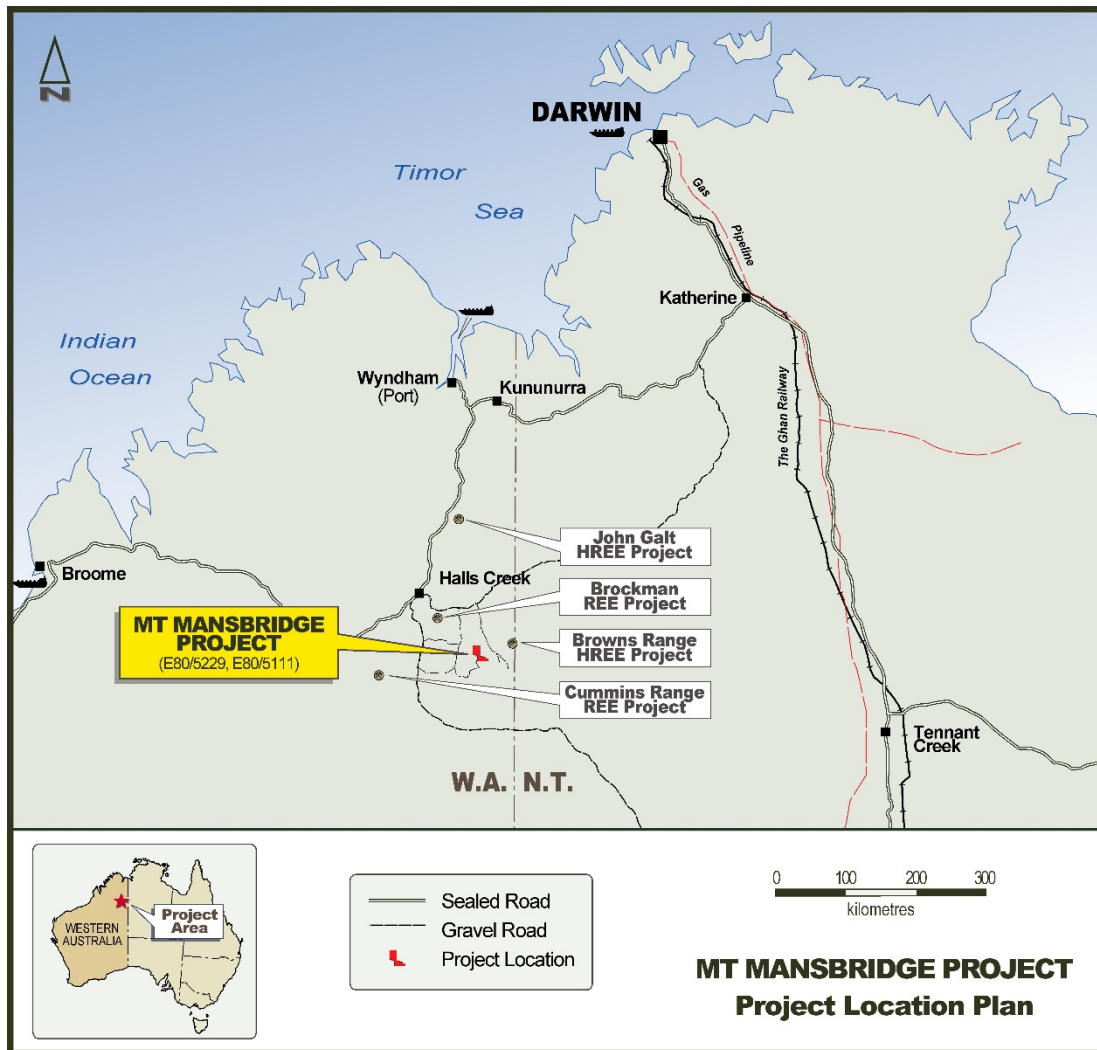 N
DARWIN
Timor
Sea
Gas
Pipeline
Katherine
Indian
Ocean
Wyndham
(Port)
Kununurra
The Ghan Railway
John Galt
HREE Project
Broome
Halls Creek
Brockman
REE Project
MT MANSBRIDGE
PROJECT
(E80/5229, E80/5111)
Browns Range
HREE Project
Cummins Range
REE Project
Tennant
Creek
W.A. N.T.
WESTERN
AUSTRALIA
Project
Area
Sealed Road
Gravel Road
Project Location
0 100 200 300
kilometres
MT MANSBRIDGE PROJECT
Project Location Plan